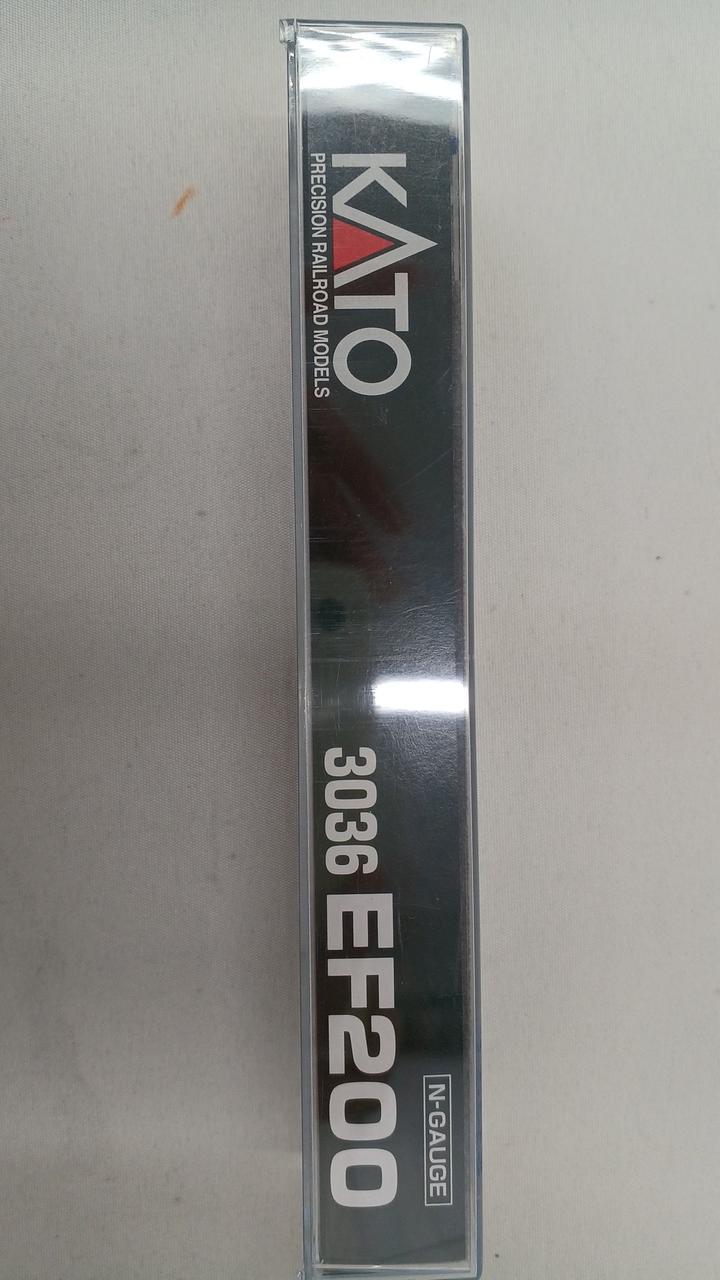 KATO
PRECISION RAILROAD MODELS
N-GAUGE
3036 EF200